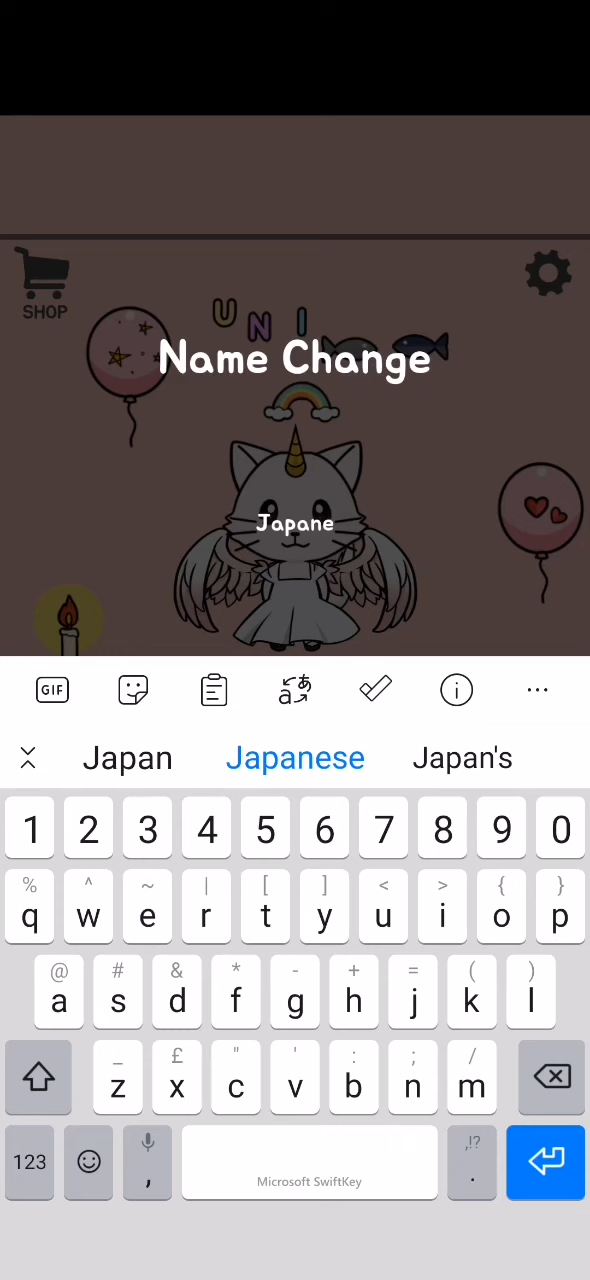 SHOP
U N I
Name Change
Japane
GIF
a あ
Japan Japanese Japan's
1 2 3 4 5 6 7 8 9 0
% ^ ~ | [ ] < > { }
q w e r t y u i o p
@ # & * - + = ( )
a s d f g h j k l
_ £ " ' : ; /
z x c v b n m
123 , Microsoft SwiftKey ,!? .